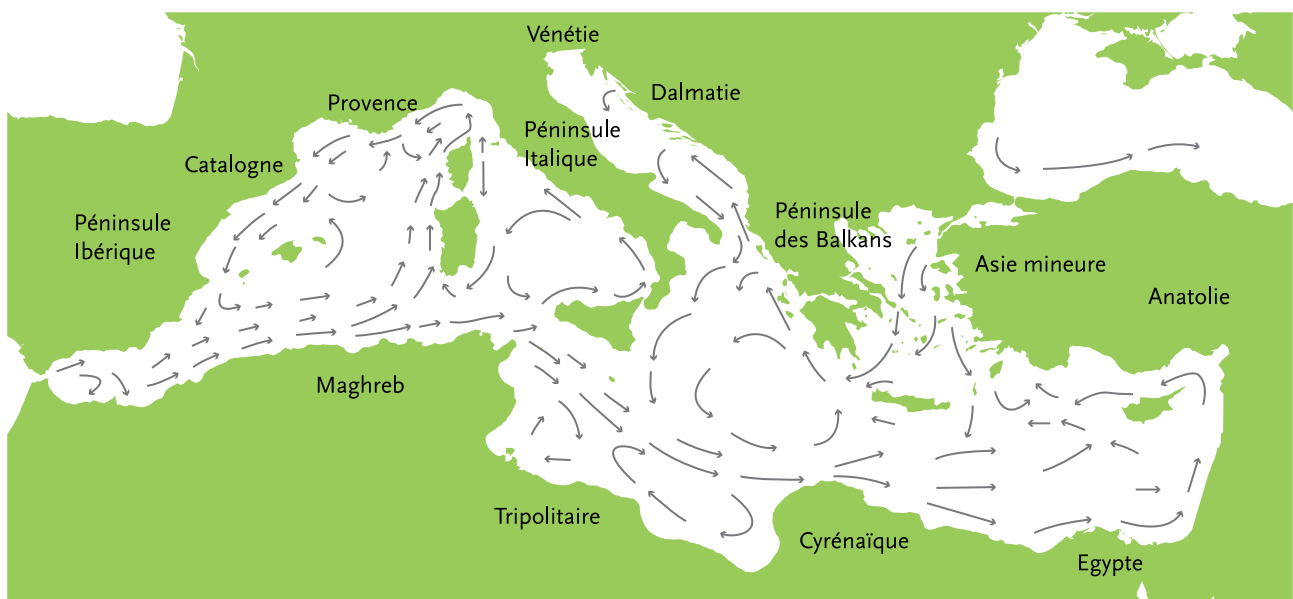 Vénétie
Dalmatie
Provence
Péninsule
Italique
Catalogne
Péninsule
Ibérique
Péninsule
des Balkans
Asie mineure
Anatolie
Maghreb
Tripolitaire
Cyrénaïque
Egypte